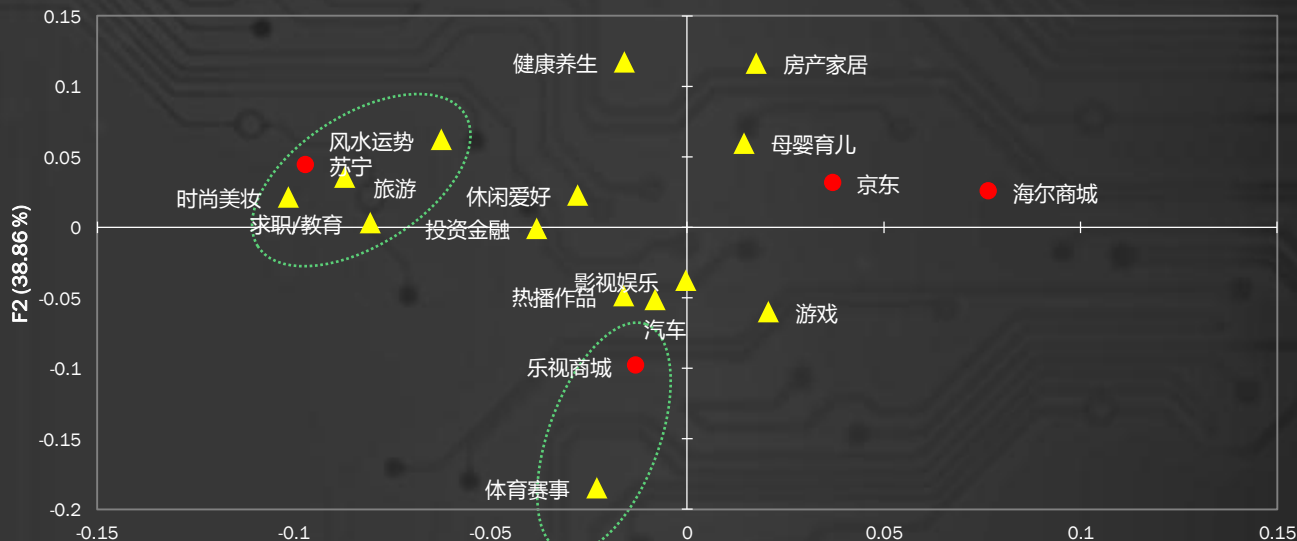 0.15
健康养生
房产家居
0.1
风水运势
母婴育儿
0.05
苏宁
京东
海尔商城
时尚美妆
旅游
休闲爱好
求职/教育
投资金融
0
F2 (38.86 %)
影视娱乐
热播作品
-0.05
游戏
汽车
乐视商城
-0.1
-0.15
体育赛事
-0.2
-0.15
-0.1
-0.05
0
0.05
0.1
0.15